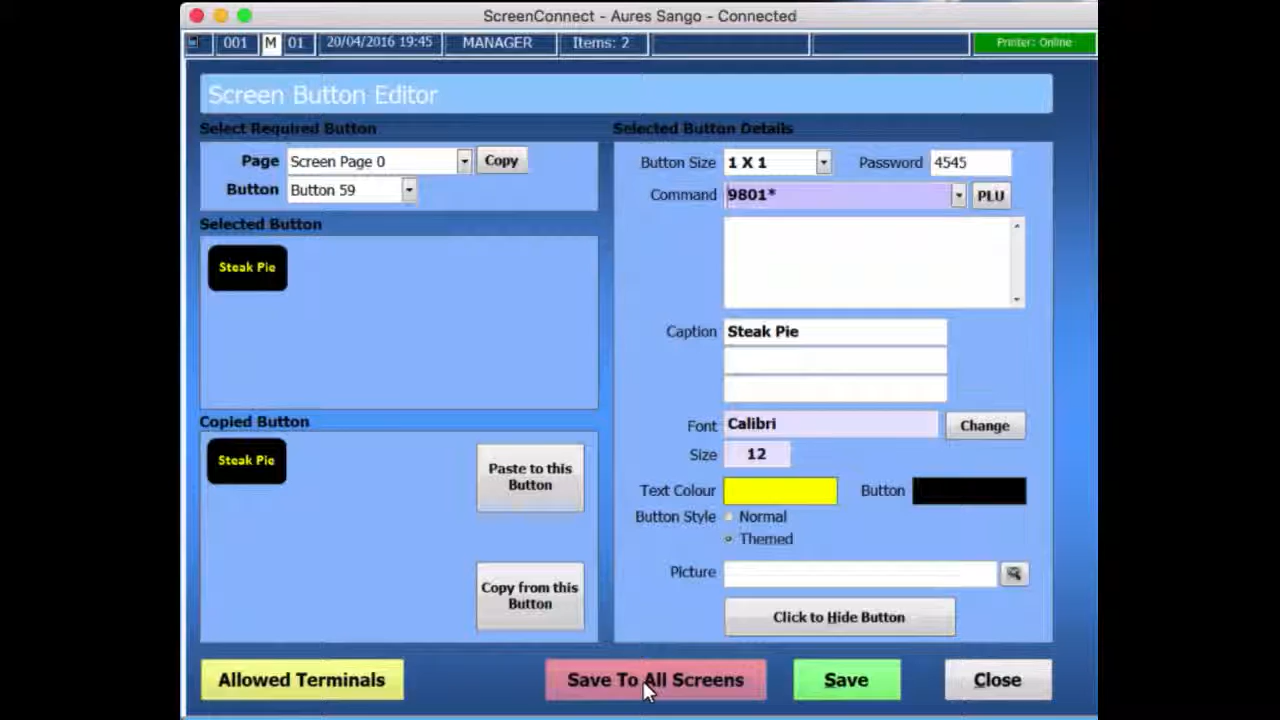 ScreenConnect - Aures Sango - Connected
001 M 01 20/04/2016 19:45 MANAGER Items: 2 Printer: Online
Screen Button Editor
Select Required Button
Page Screen Page 0 Copy
Button Button 59
Selected Button
Steak Pie
Copied Button
Steak Pie
Paste to this
Button
Copy from this
Button
Selected Button Details
Button Size 1 X 1 Password 4545
Command 9801* PLU
Caption Steak Pie
Font Calibri Change
Size 12
Text Colour Button
Button Style Normal
Themed
Picture
Click to Hide Button
Allowed Terminals Save To All Screens Save Close